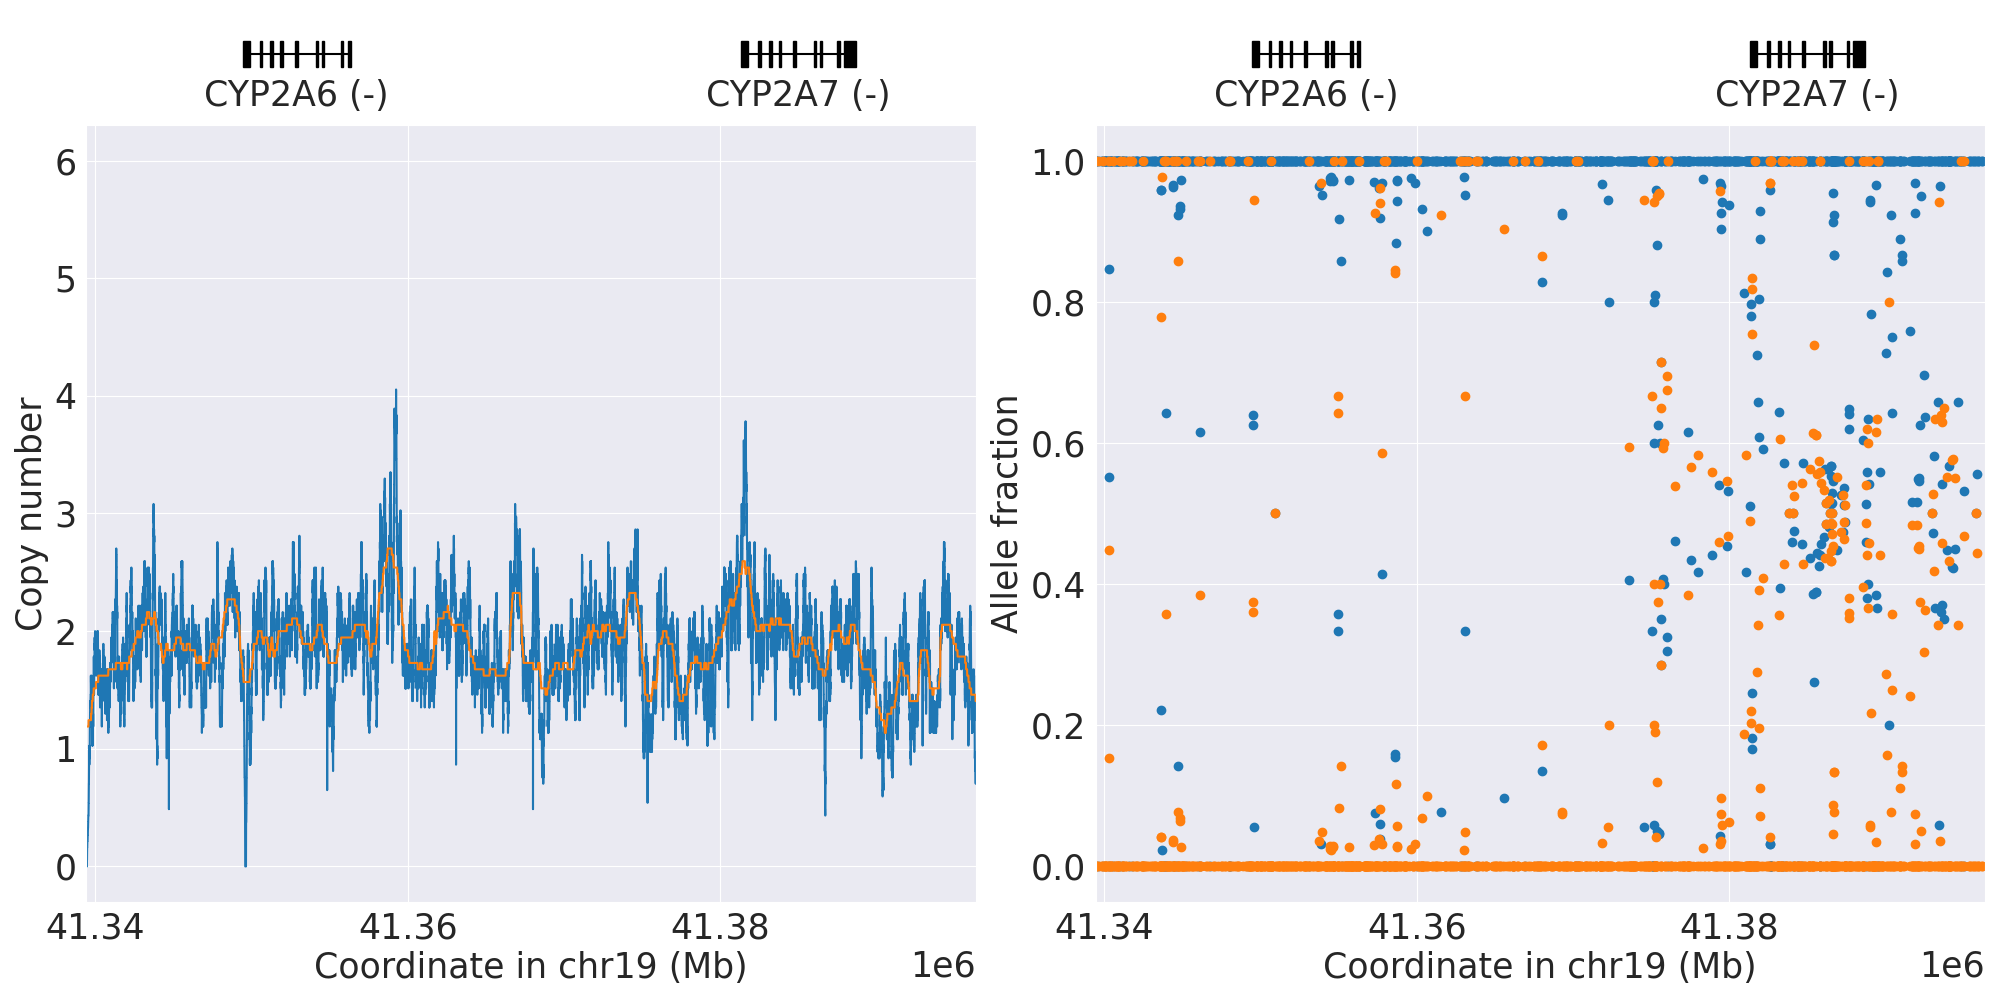 CYP2A6 (-)
CYP2A7 (-)
6
5
4
3
2
1
0
Copy number
41.34
41.36
41.38
Coordinate in chr19 (Mb)
1e6
CYP2A6 (-)
CYP2A7 (-)
1.0
0.8
0.6
0.4
0.2
0.0
Allele fraction
41.34
41.36
41.38
Coordinate in chr19 (Mb)
1e6